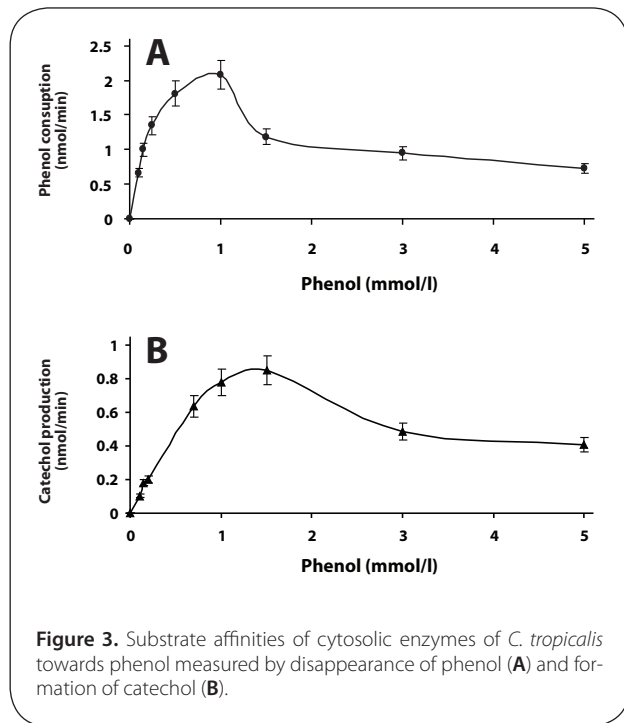 A
2.5
2
1.5
1
0.5
0
Phenol consuption
(nmol/min)
0 1 2 3 4 5
Phenol (mmol/l)
B
1
0.8
0.6
0.4
0.2
0
Catechol production
(nmol/min)
0 1 2 3 4 5
Phenol (mmol/l)
Figure 3. Substrate affinities of cytosolic enzymes of C. tropicalis
towards phenol measured by disappearance of phenol (A) and for-
mation of catechol (B).